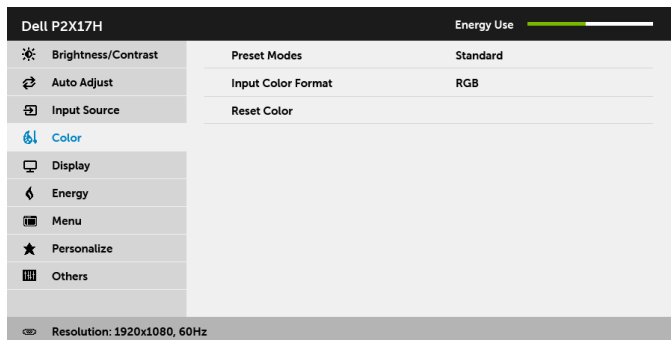 Dell P2X17H Energy Use
Brightness/Contrast Preset Modes Standard
Auto Adjust Input Color Format RGB
Input Source Reset Color
Color
Display
Energy
Menu
Personalize
Others
Resolution: 1920x1080, 60Hz